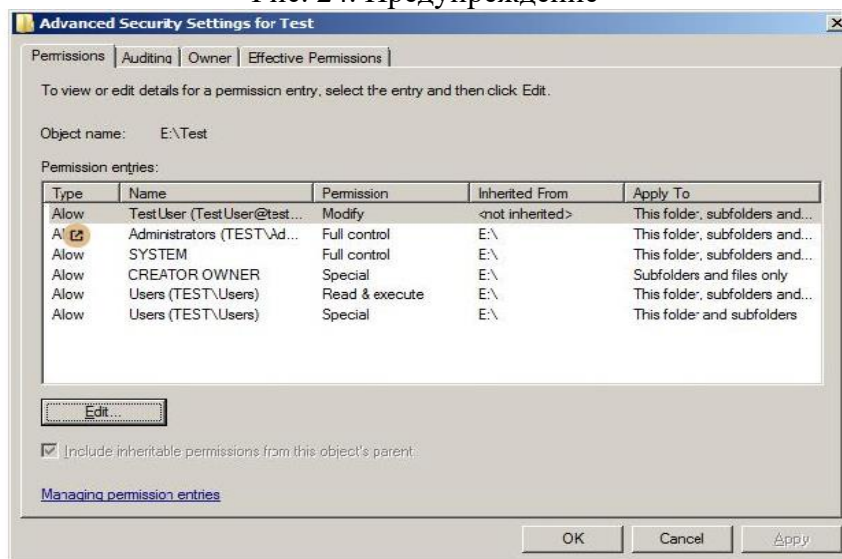 Рис. 24. Предупреждение
Advanced Security Settings for Test
Permissions Auditing Owner Effective Permissions
To view or edit details for a permission entry, select the entry and then click Edit.
Object name: E:\Test
Permission entries:
Type Name Permission Inherited From Apply To
Allow TestUser (TestUser@test... Modify <not inherited> This folder, subfolders and...
Administrators (TEST\Ad... Full control E:\ This folder, subfolders and...
Allow SYSTEM Full control E:\ This folder, subfolders and...
Allow CREATOR OWNER Special E:\ Subfolders and files only
Allow Users (TEST\Users) Read & execute E:\ This folder, subfolders and...
Allow Users (TEST\Users) Special E:\ This folder and subfolders
Edit...
Include inheritable permissions from this object's parent
Managing permission entries
OK Cancel Apply